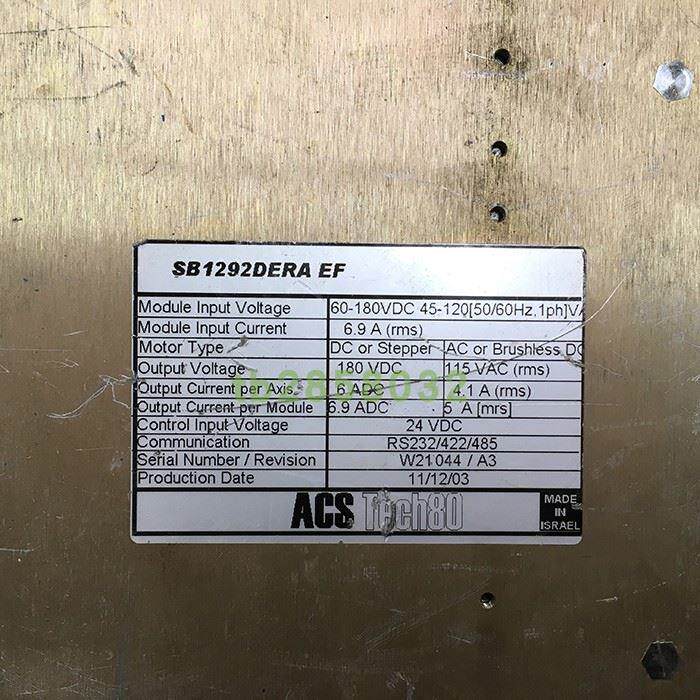 SB1292DERA EF
Module Input Voltage 60-180VDC 45-120[50/60Hz,1ph]VA
Module Input Current 6.9 A (rms)
Motor Type DC or Stepper AC or Brushless DC
Output Voltage 180 VDC 115 VAC (rms)
Output Current per Axis. 6 ADC 4.1 A (rms)
Output Current per Module 6.9 ADC 5 A [mrs]
Control Input Voltage 24 VDC
Communication RS232/422/485
Serial Number / Revision W21044 / A3
Production Date 11/12/03
ACS Tech80
MADE
IN
ISRAEL